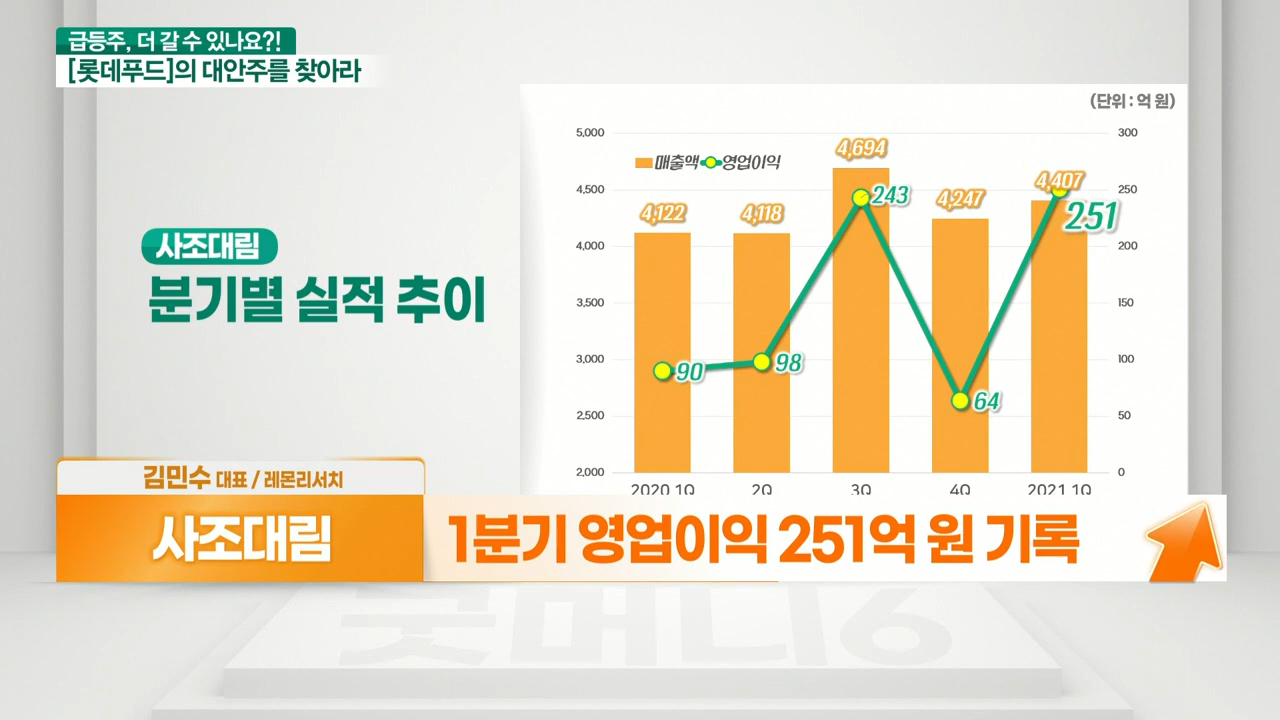 급등주, 더 갈 수 있나요?!
[롯데푸드]의 대안주를 찾아라
(단위 : 억 원)
사조대림
분기별 실적 추이
매출액 영업이익
5,000
4,500
4,000
3,500
3,000
2,500
2,000
300
250
200
150
100
50
0
4,122
4,118
4,694
4,247
4,407
90
98
243
64
251
2020 1Q 2Q 3Q 4Q 2021 1Q
김민수 대표 / 레몬리서치
사조대림
1분기 영업이익 251억 원 기록
굿머니6